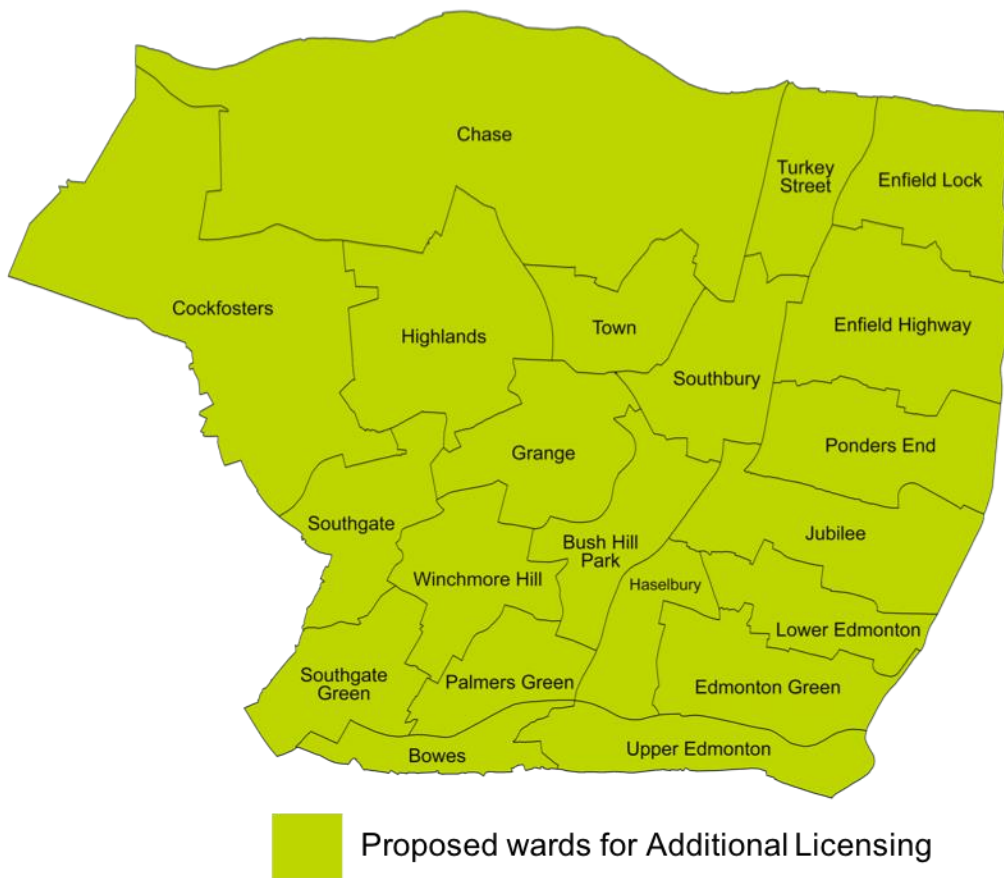 Chase
Turkey
Street
Enfield Lock
Cockfosters
Highlands
Town
Enfield Highway
Southbury
Grange
Ponders End
Southgate
Jubilee
Bush Hill
Park
Winchmore Hill
Haselbury
Lower Edmonton
Southgate
Green
Palmers Green
Edmonton Green
Bowes
Upper Edmonton
Proposed wards for Additional Licensing